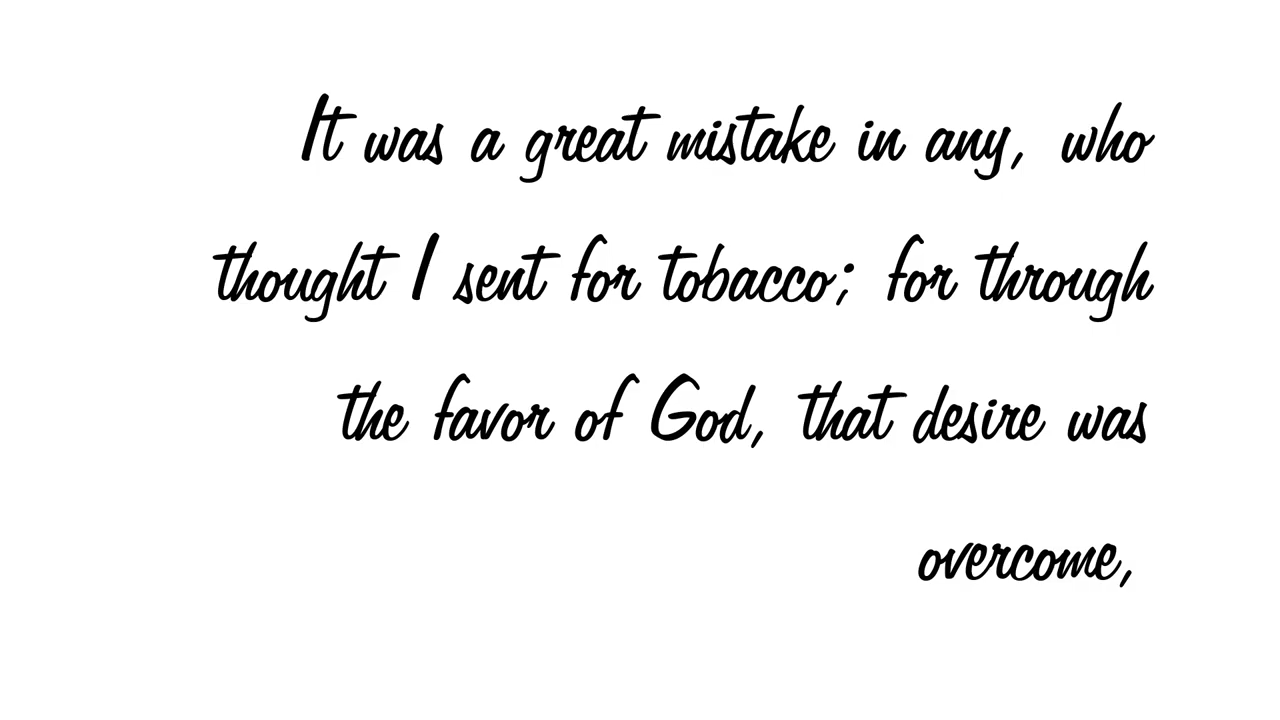 It was a great mistake in any, who
thought I sent for tobacco; for through
the favor of God, that desire was
overcome,